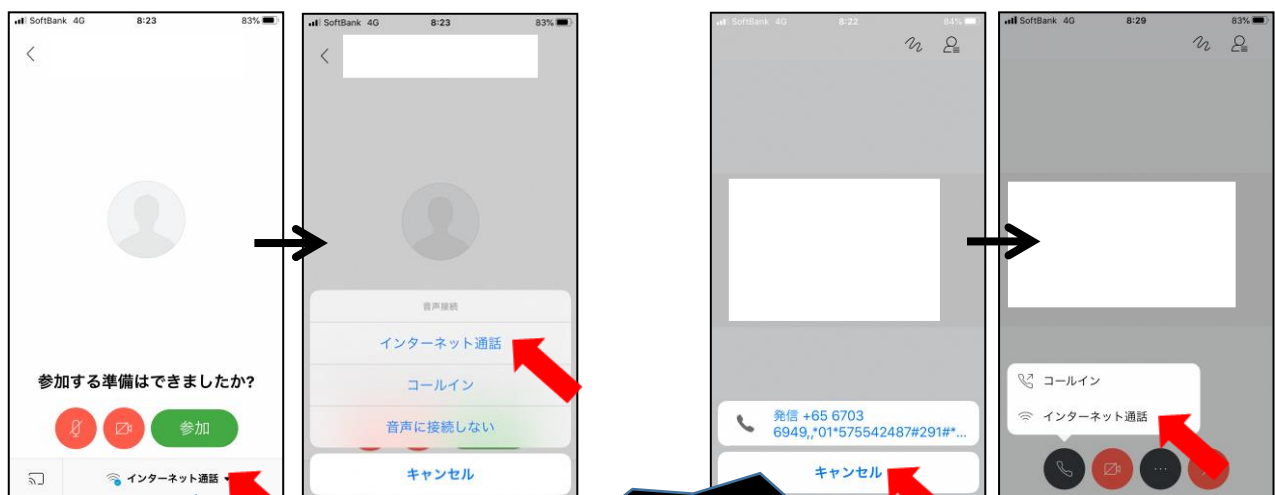 SoftBank 4G 8:23 83%
参加する準備はできましたか?
参加
インターネット通話
SoftBank 4G 8:23 83%
音声接続
インターネット通話
コールイン
音声に接続しない
キャンセル
SoftBank 4G 8:22 84%
発信 +65 6703
6949,,*01*575542487#291#*...
キャンセル
SoftBank 4G 8:29 83%
コールイン
インターネット通話